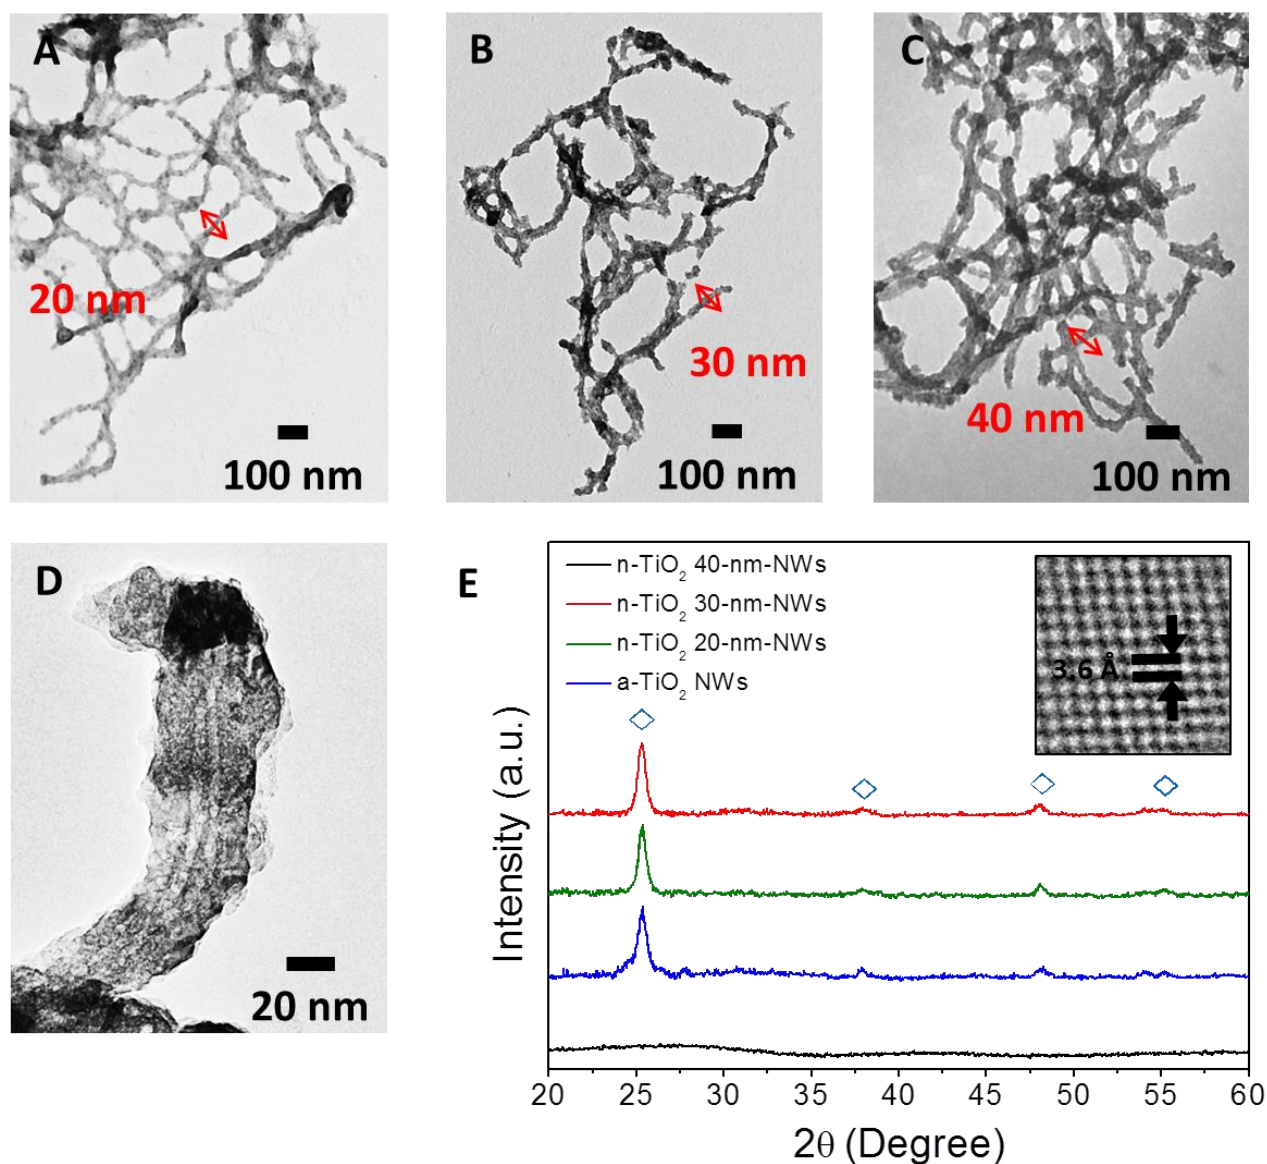 A
20 nm
100 nm
B
30 nm
100 nm
C
40 nm
100 nm
D
20 nm
E
n-TiO₂ 40-nm-NWs
n-TiO₂ 30-nm-NWs
n-TiO₂ 20-nm-NWs
a-TiO₂ NWs
3.6 Å
Intensity (a.u.)
20 25 30 35 40 45 50 55 60
2θ (Degree)